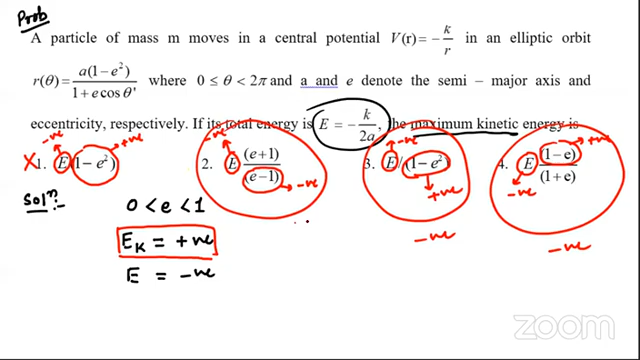 Prob
A particle of mass m moves in a central potential V(r) = − k/r in an elliptic orbit
r(θ) = a(1 − e²)/1 + e cos θ, where 0 ≤ θ < 2π and a and e denote the semi – major axis and
eccentricity, respectively. If its total energy is E = − k/2a, the maximum kinetic energy is
-ve +ve -ve -ve -ve +ve
X 1. E(1 − e²) 2. E (e+1)/(e−1) 3. E/(1 − e²) 4. E (1−e)/(1+e)
-ve +ve -ve
Solⁿ :-
0 < e < 1
-ve -ve
E_K = +ve
E = -ve
zoom